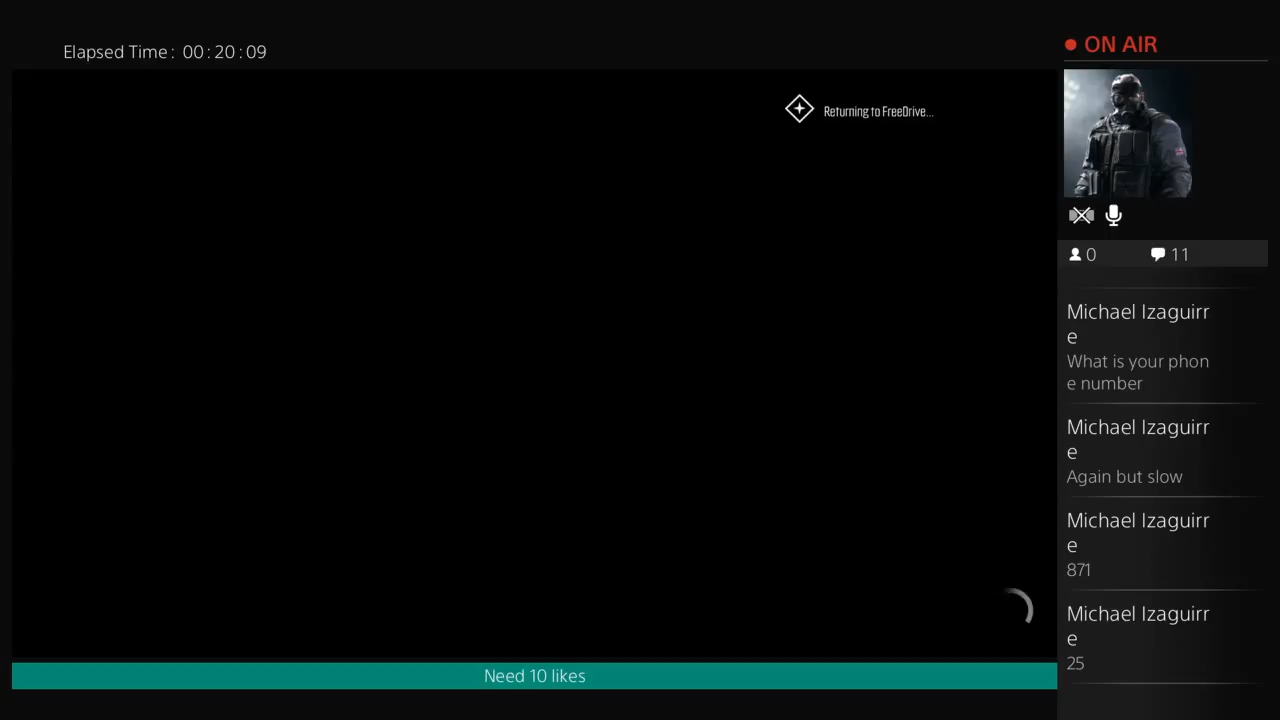 Elapsed Time: 00:20:09
ON AIR
Returning to FreeDrive...
0 11
Michael Izaguirr
e
What is your phon
e number
Michael Izaguirr
e
Again but slow
Michael Izaguirr
e
871
Michael Izaguirr
e
25
Need 10 likes